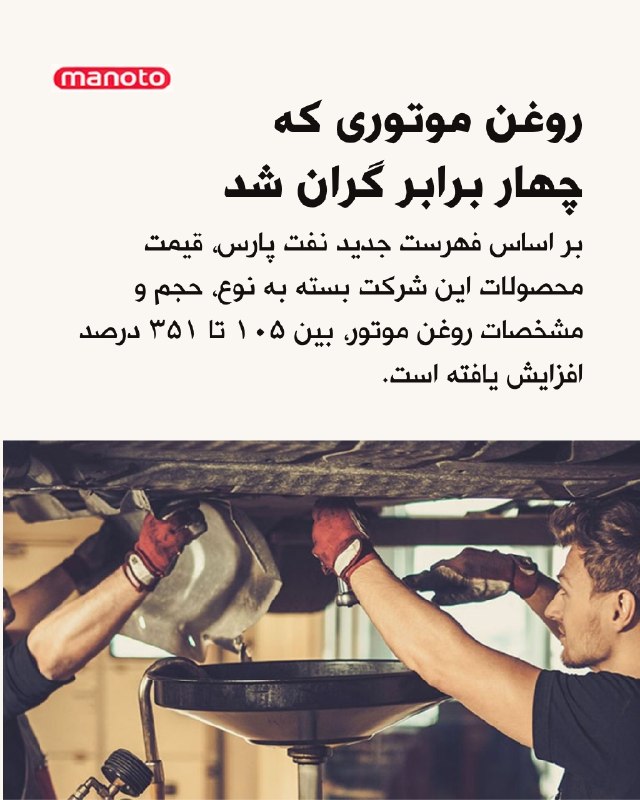 manoto
روغن موتوری که
چهار برابر گران شد
بر اساس فهرست جدید نفت پارس، قیمت
محصولات این شرکت بسته به نوع، حجم و
مشخصات روغن موتور، بین ۱۰۵ تا ۳۵۱ درصد
افزایش یافته است.